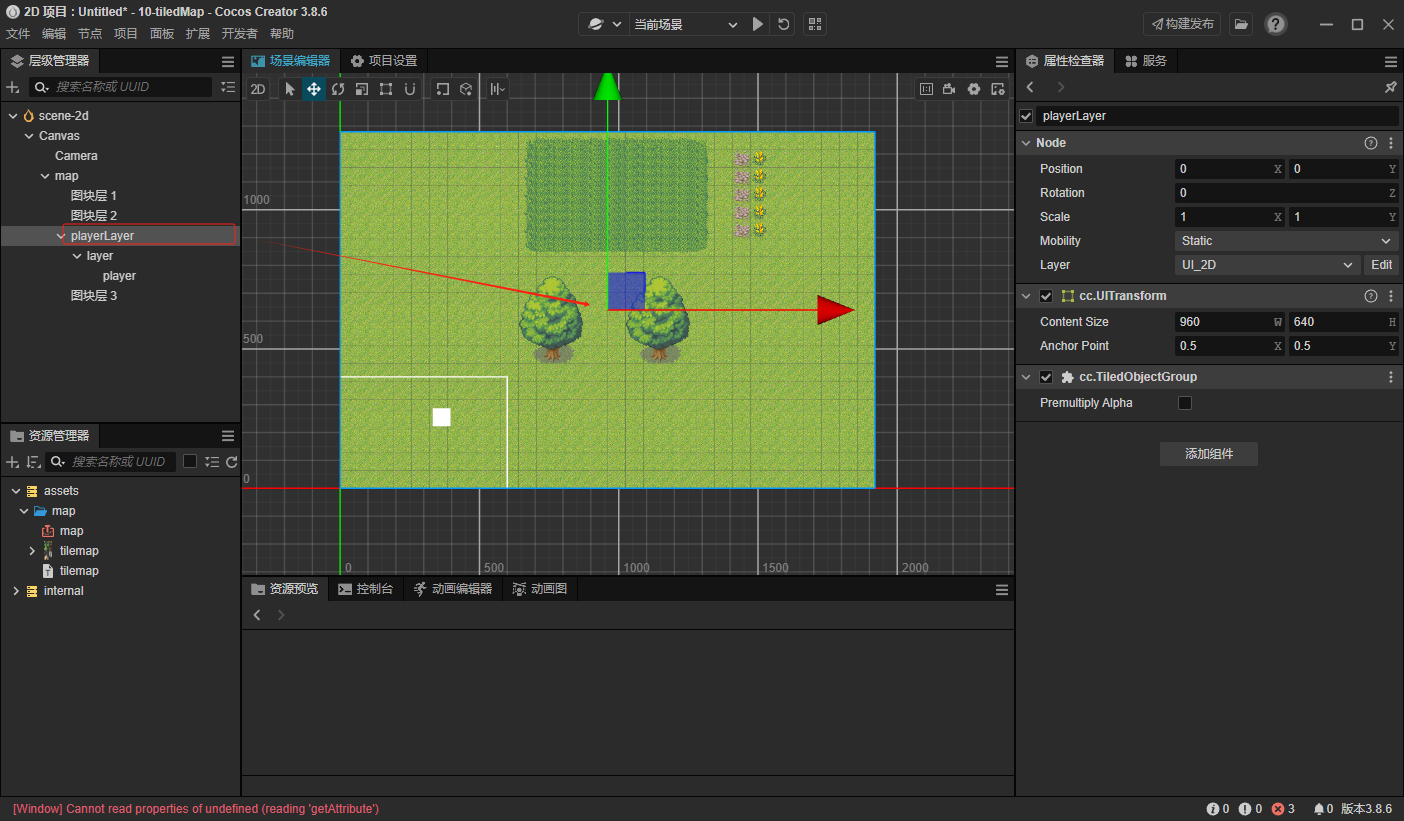 2D 项目 : Untitled* - 10-tiledMap - Cocos Creator 3.8.6
文件 编辑 节点 项目 面板 扩展 开发者 帮助
当前场景
构建发布
层级管理器
搜索名称或 UUID
scene-2d
Canvas
Camera
map
图块层 1
图块层 2
playerLayer
layer
player
图块层 3
资源管理器
搜索名称或 UUID
assets
map
map
tilemap
tilemap
internal
场景编辑器 项目设置
2D
1000
500
0
0 500 1000 1500 2000
资源预览 控制台 动画编辑器 动画图
属性检查器 服务
playerLayer
Node
Position 0 X 0 Y
Rotation 0 Z
Scale 1 X 1 Y
Mobility Static
Layer UI_2D Edit
cc.UITransform
Content Size 960 W 640 H
Anchor Point 0.5 X 0.5 Y
cc.TiledObjectGroup
Premultiply Alpha
添加组件
[Window] Cannot read properties of undefined (reading 'getAttribute')
0 0 3 0 版本3.8.6